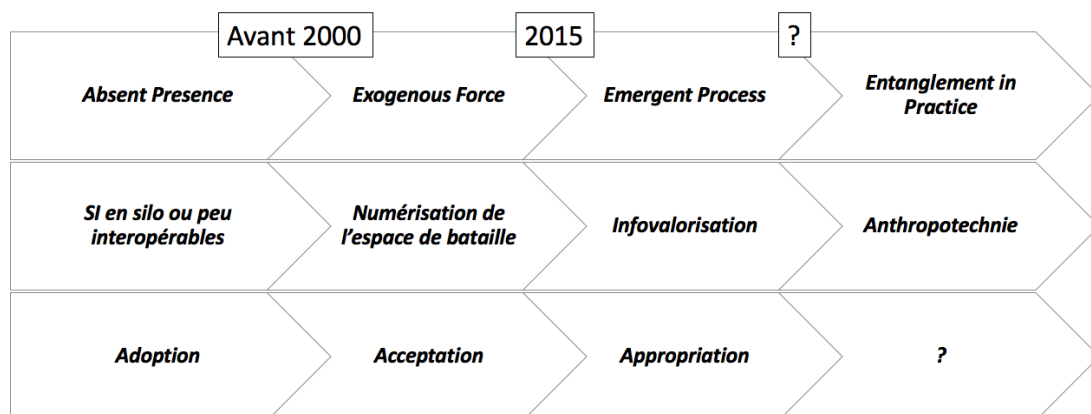 Avant 2000
2015
?
Absent Presence
Exogenous Force
Emergent Process
Entanglement in
Practice
SI en silo ou peu
interopérables
Numérisation de
l'espace de bataille
Infovalorisation
Anthropotechnie
Adoption
Acceptation
Appropriation
?